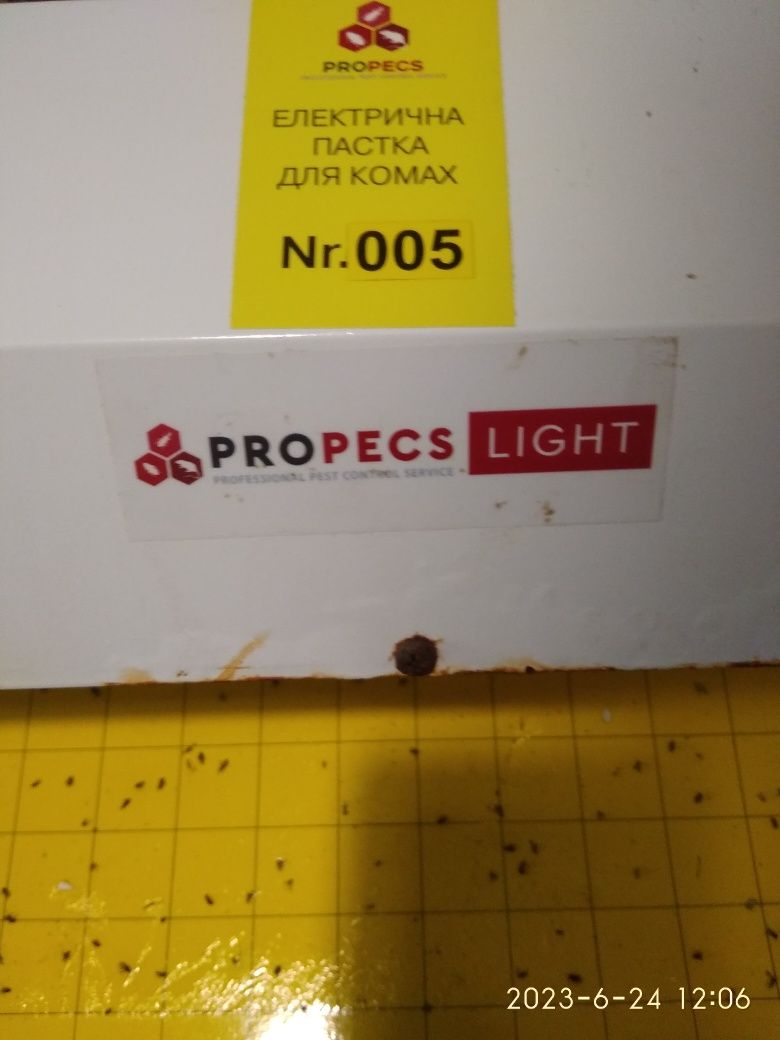 PROPECS
ЕЛЕКТРИЧНА
ПАСТКА
ДЛЯ КОМАХ
Nr.005
PROPECS LIGHT
PROFESSIONAL PEST CONTROL SERVICE
2023-6-24 12:06